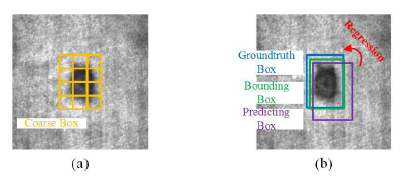 Coarse Box
(a)
Regression
Groundtruth
Box
Bounding
Box
Predicting
Box
(b)